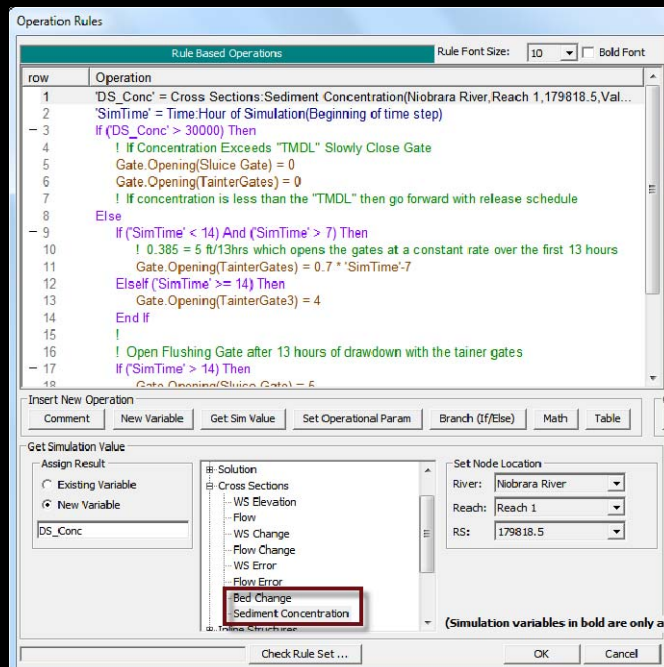 Operation Rules
Rule Based Operations
Rule Font Size: 10 Bold Font
row Operation
1 'DS_Conc' = Cross Sections:Sediment Concentration(Niobrara River,Reach 1,179818.5,Val...
2 'SimTime' = Time:Hour of Simulation(Beginning of time step)
3 If ('DS_Conc' > 30000) Then
4 ! If Concentration Exceeds "TMDL" Slowly Close Gate
5 Gate.Opening(Sluice Gate) = 0
6 Gate.Opening(TainterGates) = 0
7 ! If concentration is less than the "TMDL" then go forward with release schedule
8 Else
9 If ('SimTime' < 14) And ('SimTime' > 7) Then
10 ! 0.385 = 5 ft/13hrs which opens the gates at a constant rate over the first 13 hours
11 Gate.Opening(TainterGates) = 0.7 * 'SimTime'-7
12 Elself ('SimTime' >= 14) Then
13 Gate.Opening(TainterGate3) = 4
14 End If
15 !
16 ! Open Flushing Gate after 13 hours of drawdown with the tainer gates
17 If ('SimTime' > 14) Then
18 Gate.Opening(Sluice Gate) = 5
Insert New Operation
Comment New Variable Get Sim Value Set Operational Param Branch (If/Else) Math Table
Get Simulation Value
Assign Result
Existing Variable
New Variable
DS_Conc
Solution
Cross Sections
WS Elevation
Flow
WS Change
Flow Change
WS Error
Flow Error
Bed Change
Sediment Concentration
Inline Structures
Set Node Location
River: Niobrara River
Reach: Reach 1
RS: 179818.5
(Simulation variables in bold are only a
Check Rule Set ... OK Cancel